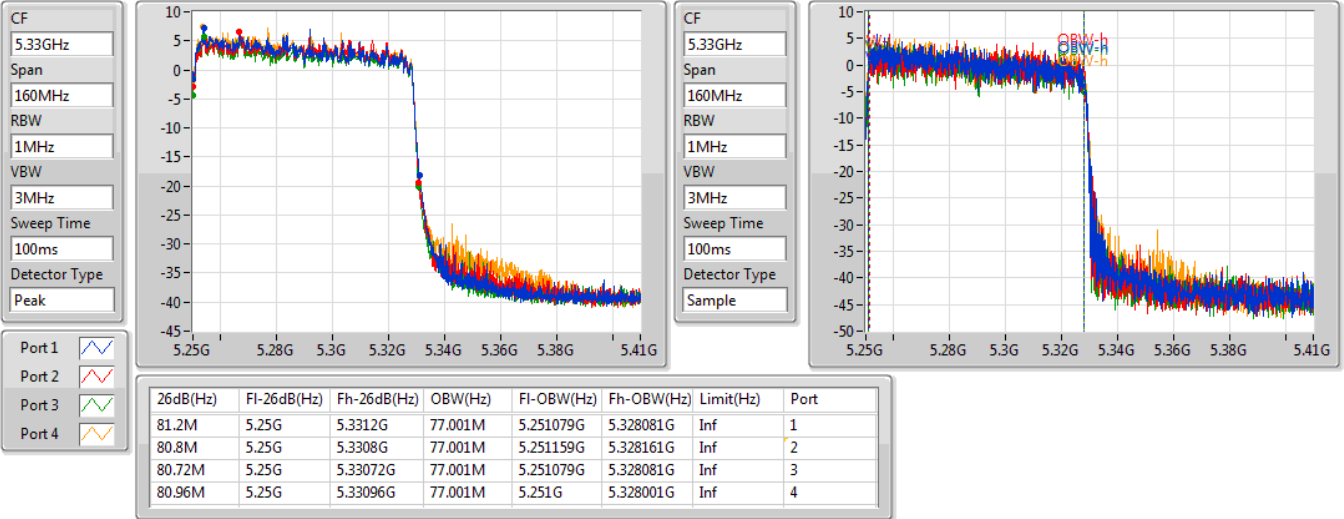 CF
5.33GHz
Span
160MHz
RBW
1MHz
VBW
3MHz
Sweep Time
100ms
Detector Type
Peak
10
5
0
-5
-10
-15
-20
-25
-30
-35
-40
-45
5.25G 5.28G 5.3G 5.32G 5.34G 5.36G 5.38G 5.41G
CF
5.33GHz
Span
160MHz
RBW
1MHz
VBW
3MHz
Sweep Time
100ms
Detector Type
Sample
10
5
0
-5
-10
-15
-20
-25
-30
-35
-40
-45
-50
OBW-h
OBW-h
OBW-h
5.25G 5.28G 5.3G 5.32G 5.34G 5.36G 5.38G 5.41G
Port 1
Port 2
Port 3
Port 4
26dB(Hz) Fl-26dB(Hz) Fh-26dB(Hz) OBW(Hz) Fl-OBW(Hz) Fh-OBW(Hz) Limit(Hz) Port
81.2M 5.25G 5.3312G 77.001M 5.251079G 5.328081G Inf 1
80.8M 5.25G 5.3308G 77.001M 5.251159G 5.328161G Inf 2
80.72M 5.25G 5.33072G 77.001M 5.251079G 5.328081G Inf 3
80.96M 5.25G 5.33096G 77.001M 5.251G 5.328001G Inf 4